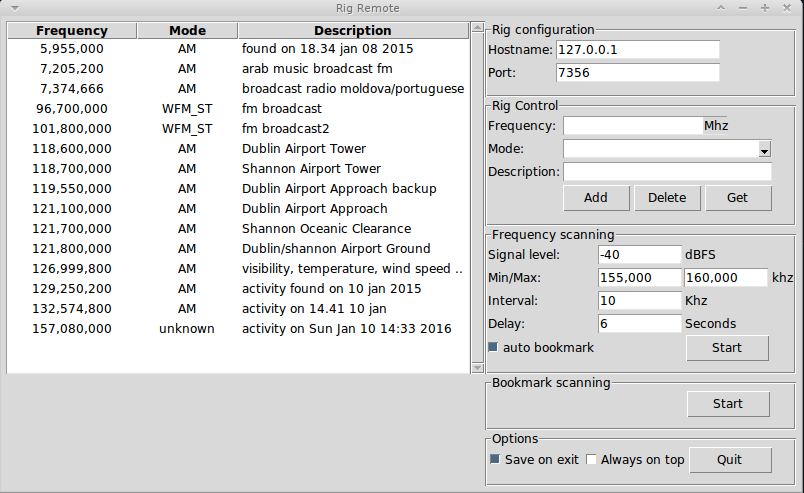 Rig Remote
Frequency Mode Description
5,955,000 AM found on 18.34 jan 08 2015
7,205,200 AM arab music broadcast fm
7,374,666 AM broadcast radio moldova/portuguese
96,700,000 WFM_ST fm broadcast
101,800,000 WFM_ST fm broadcast2
118,600,000 AM Dublin Airport Tower
118,700,000 AM Shannon Airport Tower
119,550,000 AM Dublin Airport Approach backup
121,100,000 AM Dublin Airport Approach
121,700,000 AM Shannon Oceanic Clearance
121,800,000 AM Dublin/shannon Airport Ground
126,999,800 AM visibility, temperature, wind speed ..
129,250,200 AM activity found on 10 jan 2015
132,574,800 AM activity on 14.41 10 jan
157,080,000 unknown activity on Sun Jan 10 14:33 2016
Rig configuration
Hostname: 127.0.0.1
Port: 7356
Rig Control
Frequency: Mhz
Mode:
Description:
Add Delete Get
Frequency scanning
Signal level: -40 dBFS
Min/Max: 155,000 160,000 khz
Interval: 10 Khz
Delay: 6 Seconds
auto bookmark Start
Bookmark scanning
Start
Options
Save on exit Always on top Quit